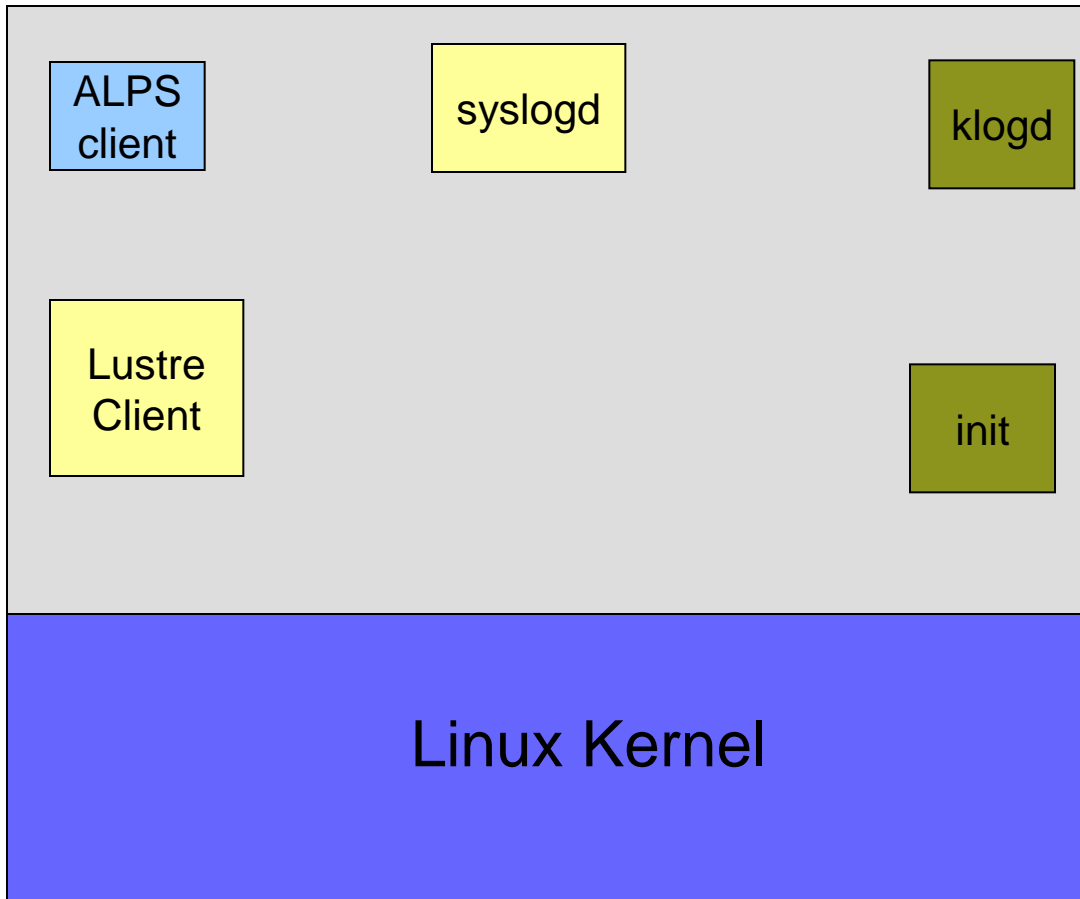 ALPS
client
syslogd
klogd
Lustre
Client
init
Linux Kernel